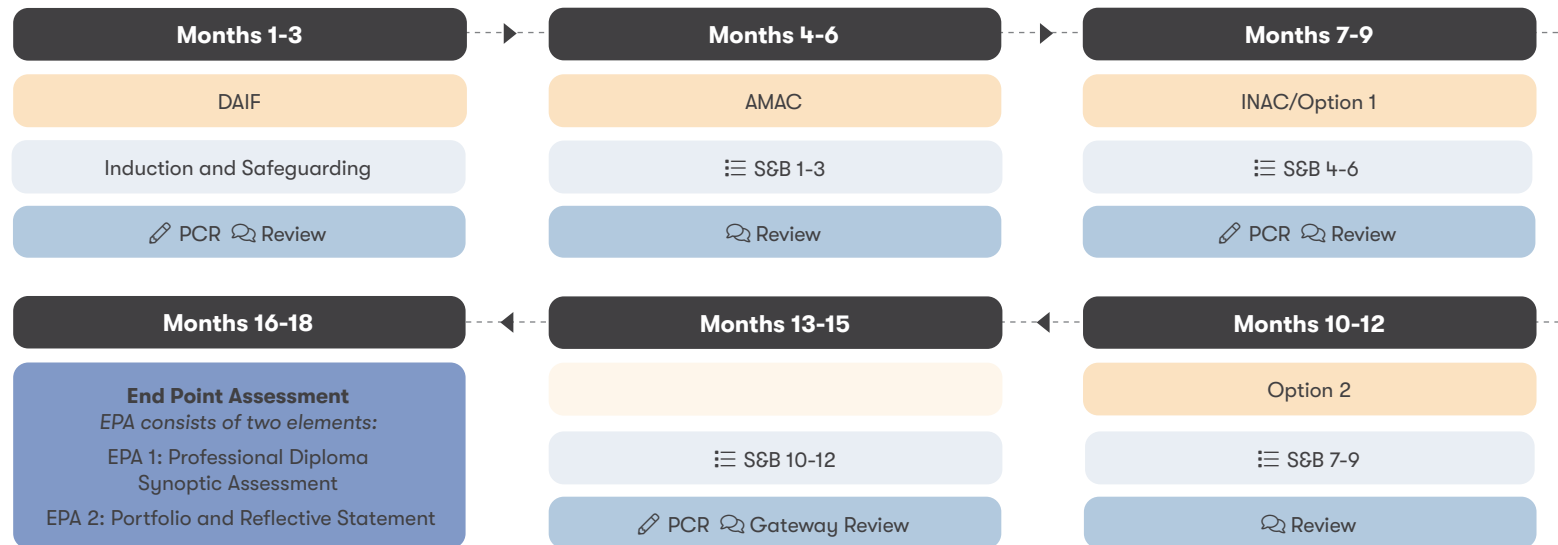 Months 1-3
DAIF
Induction and Safeguarding
PCR Review
Months 4-6
AMAC
S&B 1-3
Review
Months 7-9
INAC/Option 1
S&B 4-6
PCR Review
Months 10-12
Option 2
S&B 7-9
Review
Months 13-15
S&B 10-12
PCR Gateway Review
Months 16-18
End Point Assessment
EPA consists of two elements:
EPA 1: Professional Diploma
Synoptic Assessment
EPA 2: Portfolio and Reflective Statement